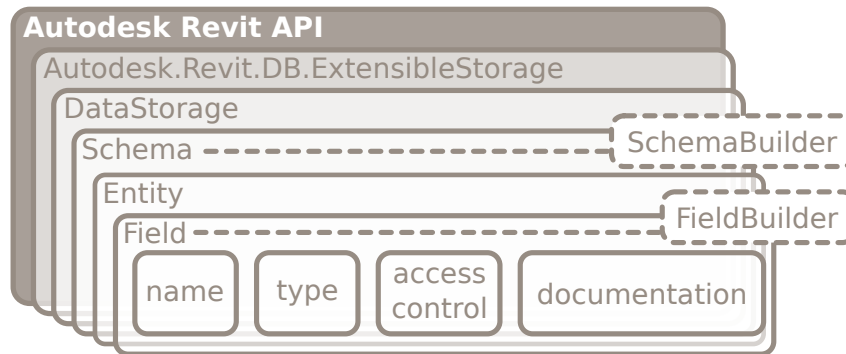 Autodesk Revit API
Autodesk.Revit.DB.ExtensibleStorage
DataStorage
SchemaBuilder
Schema
Entity
FieldBuilder
Field
name
type
access
control
documentation